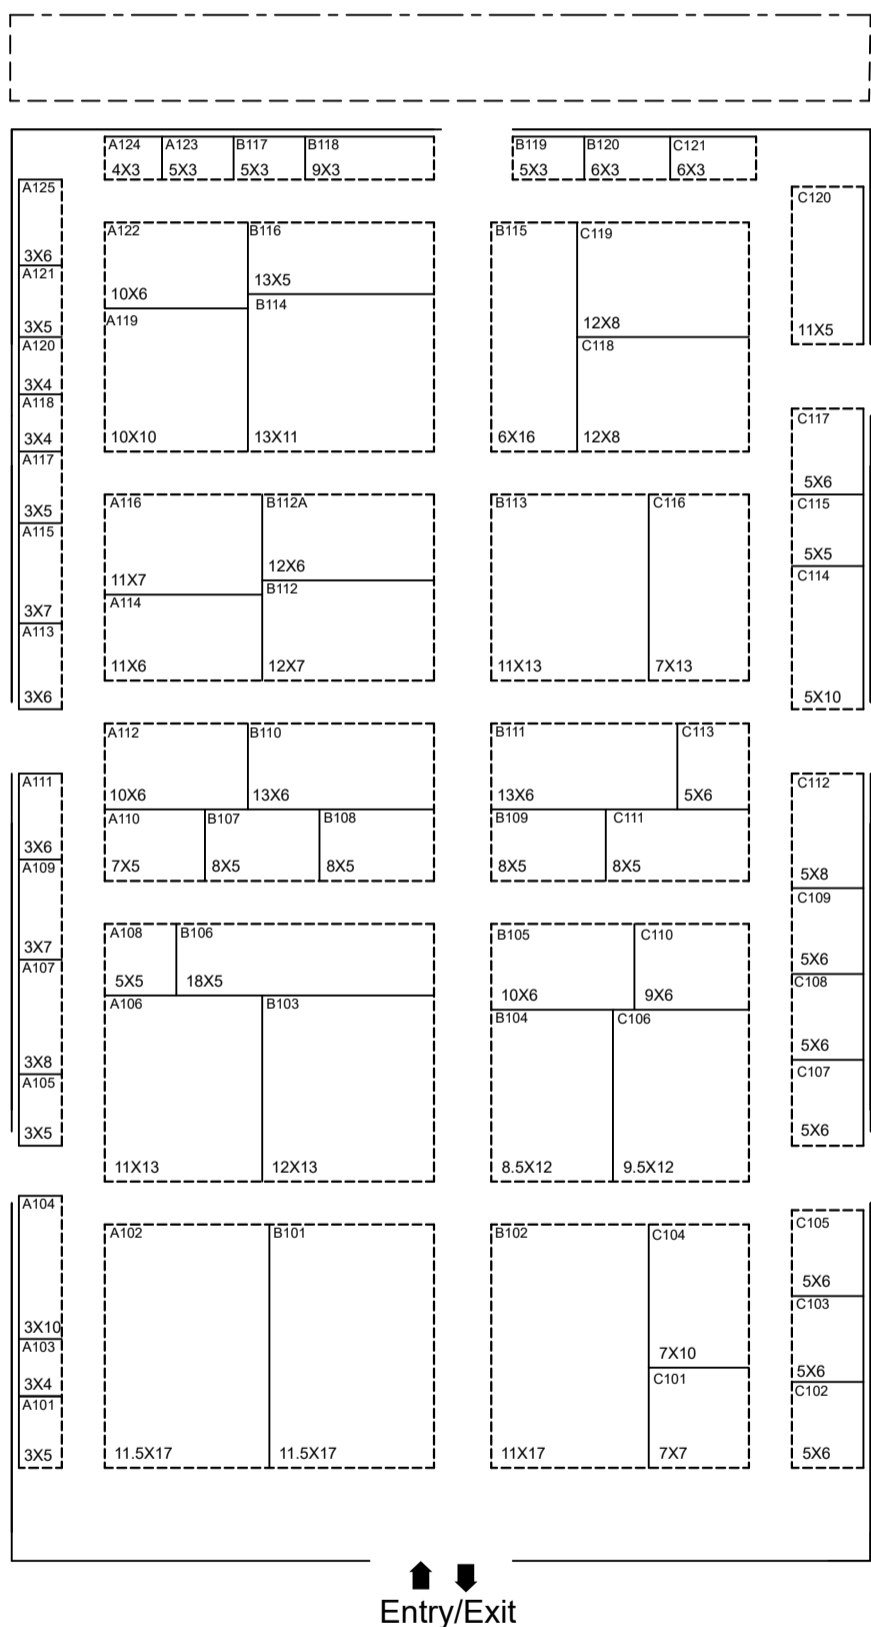 A124 A123 B117 B118 B119 B120 C121
4X3 5X3 5X3 9X3 5X3 6X3 6X3
A125
3X6
A121
3X5
A120
3X4
A118
3X4
A117
3X5
A115
3X7
A113
3X6
A122 B116
10X6 13X5
A119 B114
10X10 13X11
B115 C119
12X8
C118
6X16 12X8
C120
11X5
A116 B112A
11X7 12X6
A114 B112
11X6 12X7
B113 C116
11X13 7X13
C117
5X6
C115
5X5
C114
5X10
A111
3X6
A109
3X7
A107
3X8
A105
3X5
A112 B110
10X6 13X6
A110 B107 B108
7X5 8X5 8X5
B111 C113
13X6 5X6
B109 C111
8X5 8X5
C112
5X8
C109
5X6
C108
5X6
C107
5X6
A108 B106
5X5 18X5
A106 B103
11X13 12X13
B105 C110
10X6 9X6
B104 C106
8.5X12 9.5X12
A104
3X10
A103
3X4
A101
3X5
A102 B101
11.5X17 11.5X17
B102 C104
7X10
C101
11X17 7X7
C105
5X6
C103
5X6
C102
5X6
Entry/Exit